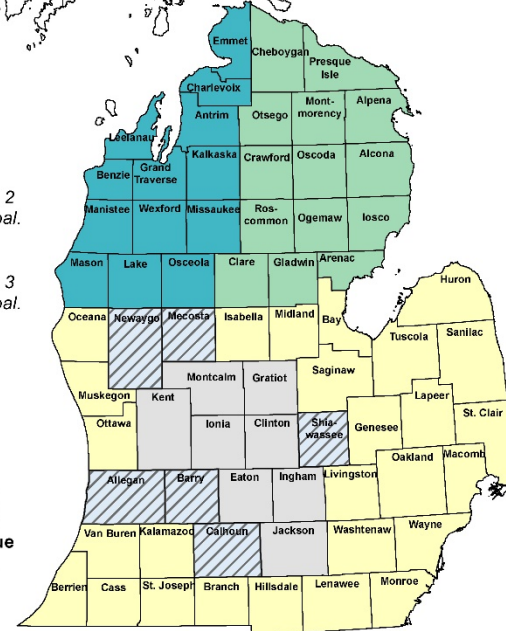 Emmet
Cheboygan
Presque
Isle
Charlevoix
Antrim
Otsego
Mont-
morency
Alpena
Leelanau
Kalkaska
Crawford
Oscoda
Alcona
Benzie
Grand
Traverse
Manistee
Wexford
Missaukee
Ros-
common
Ogemaw
Iosco
2
al.
Mason
Lake
Osceola
Clare
Gladwin
Arenac
3
al.
Huron
Oceana
Newaygo
Mecosta
Isabella
Midland
Bay
Tuscola
Sanilac
Saginaw
Montcalm
Gratiot
Muskegon
Kent
Lapeer
St. Clair
Ottawa
Ionia
Clinton
Shia-
wassee
Genesee
Oakland
Macomb
Allegan
Barry
Eaton
Ingham
Livingston
ue
Van Buren
Kalamazoo
Calhoun
Jackson
Washtenaw
Wayne
Berrien
Cass
St. Joseph
Branch
Hillsdale
Lenawee
Monroe